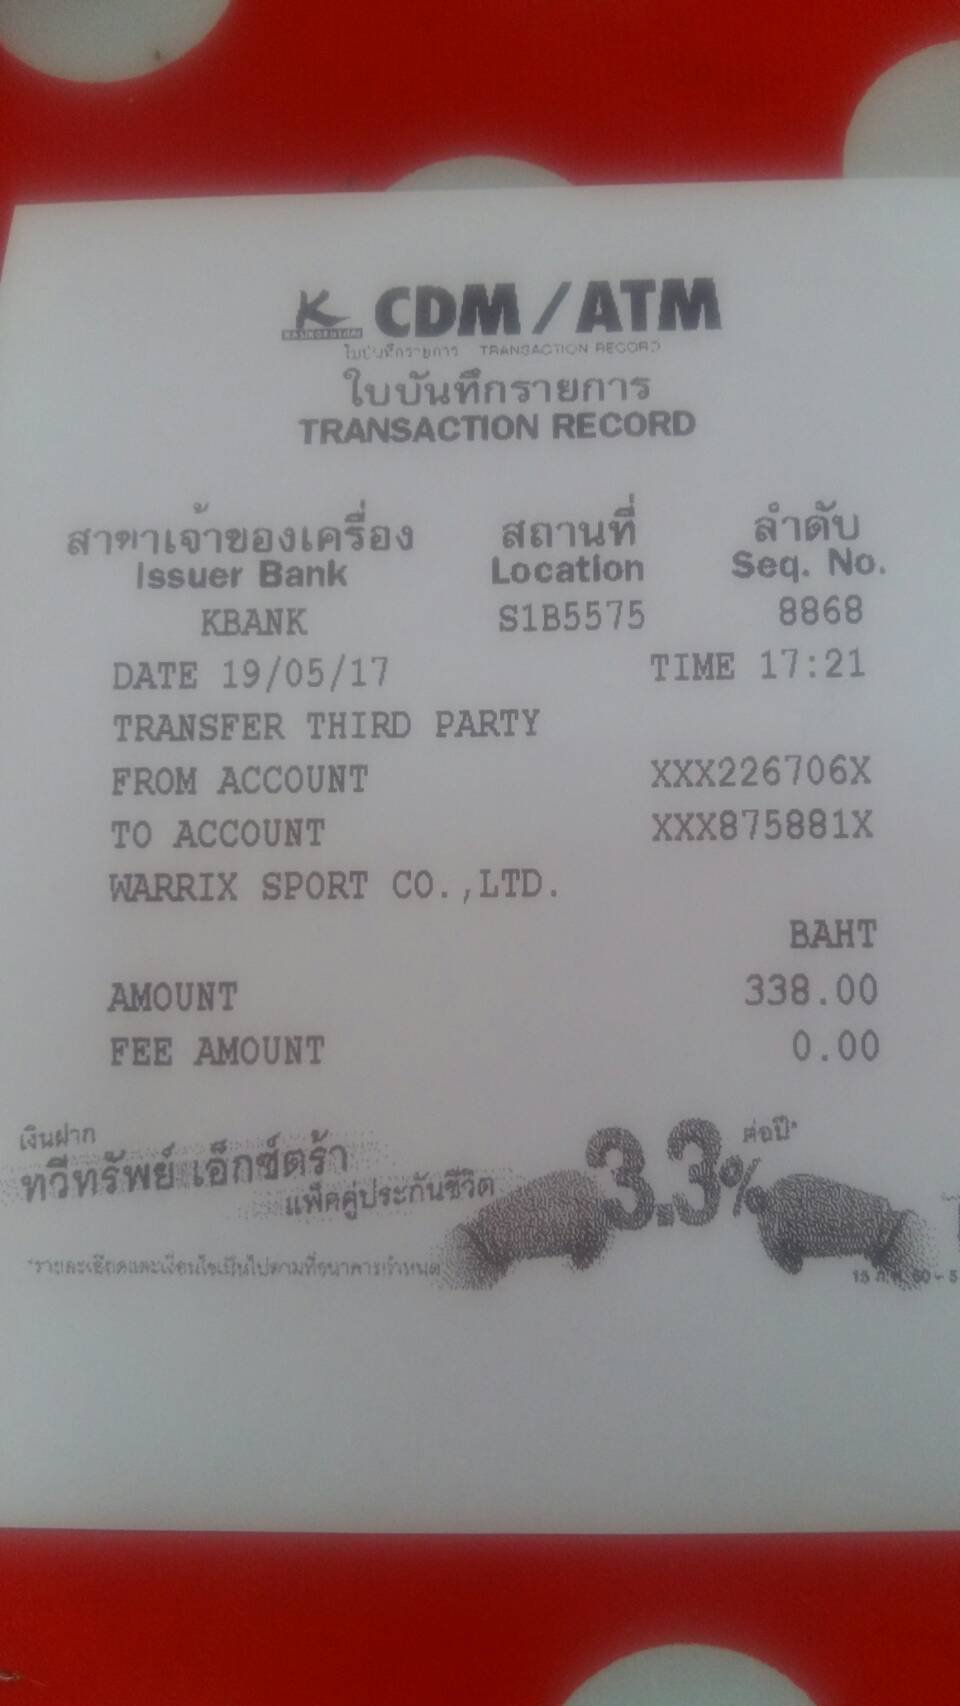 K CDM/ATM
KASIKORNTHAI
ใบบันทึกรายการ TRANSACTION RECORD
ใบบันทึกรายการ
TRANSACTION RECORD
สาขาเจ้าของเครื่อง สถานที่ ลำดับ
Issuer Bank Location Seq. No.
KBANK S1B5575 8868
DATE 19/05/17 TIME 17:21
TRANSFER THIRD PARTY
FROM ACCOUNT XXX226706X
TO ACCOUNT XXX875881X
WARRIX SPORT CO.,LTD.
BAHT
AMOUNT 338.00
FEE AMOUNT 0.00
เงินฝาก
ทวีทรัพย์ เอ็กซ์ตร้า
แพ็คคู่ประกันชีวิต
3.3% ต่อปี*
*รายละเอียดและเงื่อนไขเป็นไปตามที่ธนาคารกำหนด
15 ก.พ. 60 - 5